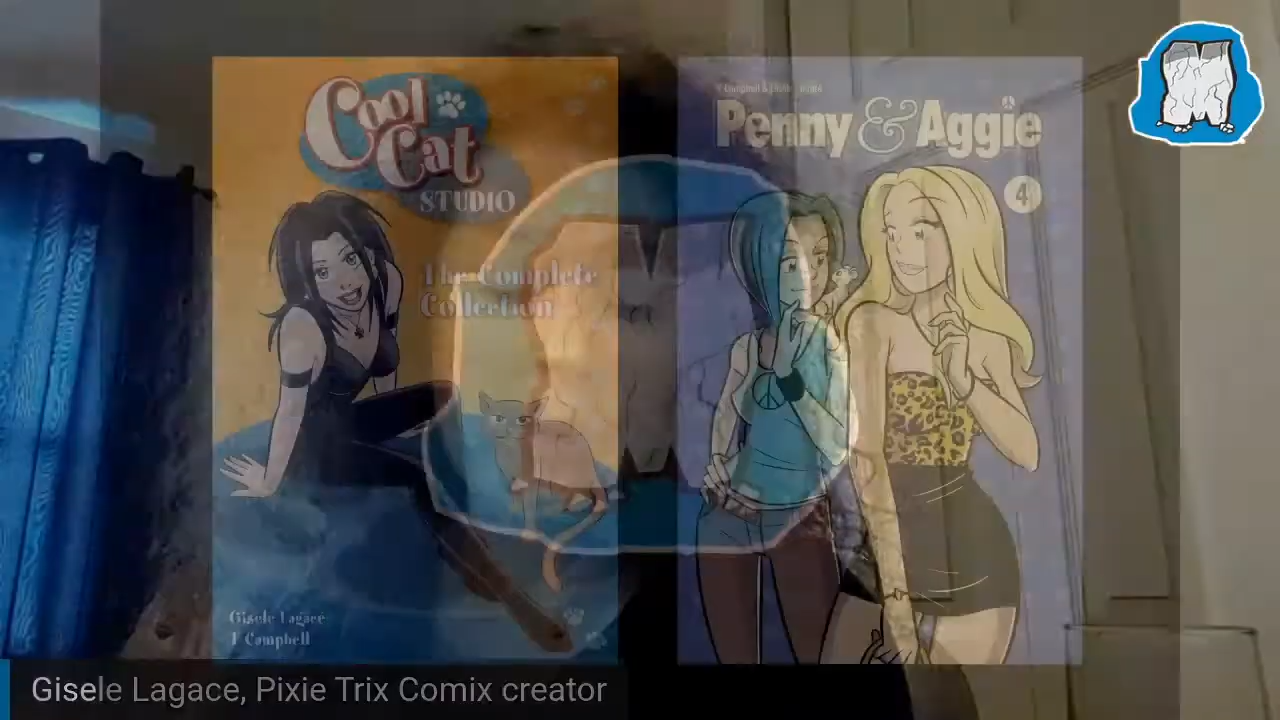 Cool
Cat
STUDIO
The Complete
Collection
Gisele Lagacé
T Campbell
Penny & Aggie
4
Gisele Lagace, Pixie Trix Comix creator